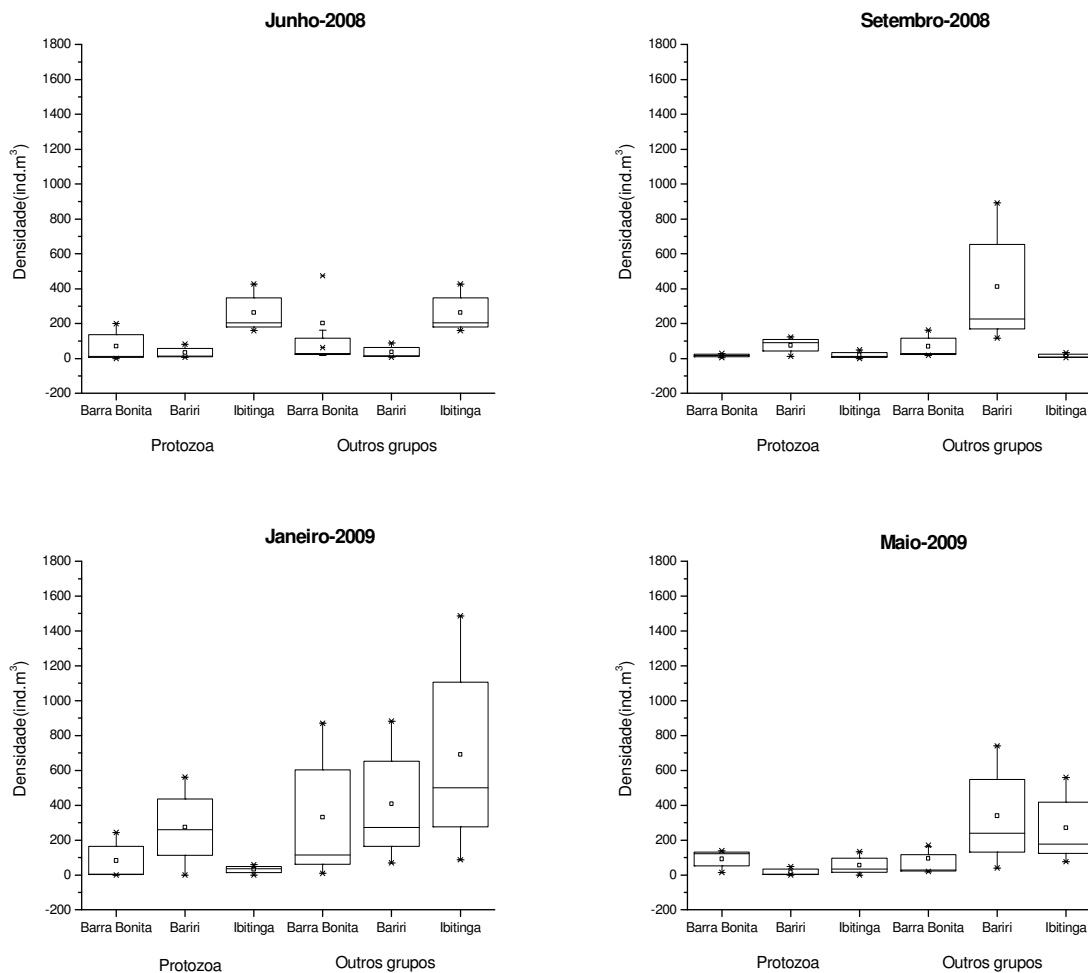 Junho-2008
1800
1600
1400
1200
1000
800
600
400
200
0
-200
Densidade(ind.m³)
Barra Bonita Bariri Ibitinga Barra Bonita Bariri Ibitinga
Protozoa Outros grupos
Setembro-2008
1800
1600
1400
1200
1000
800
600
400
200
0
-200
Densidade(ind.m³)
Barra Bonita Bariri Ibitinga Barra Bonita Bariri Ibitinga
Protozoa Outros grupos
Janeiro-2009
1800
1600
1400
1200
1000
800
600
400
200
0
-200
Densidade(ind.m³)
Barra Bonita Bariri Ibitinga Barra Bonita Bariri Ibitinga
Protozoa Outros grupos
Maio-2009
1800
1600
1400
1200
1000
800
600
400
200
0
-200
Densidade(ind.m³)
Barra Bonita Bariri Ibitinga Barra Bonita Bariri Ibitinga
Protozoa Outros grupos